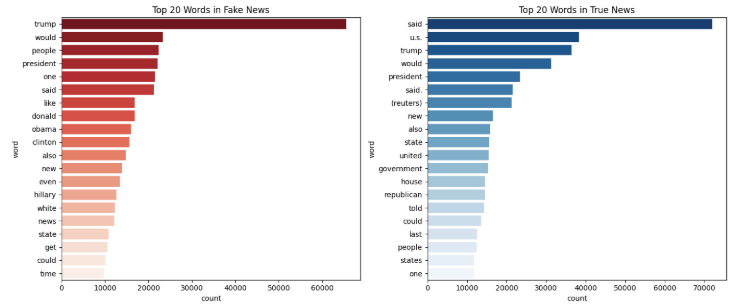 Top 20 Words in Fake News
word
trump
would
people
president
one
said
like
donald
obama
clinton
also
new
even
hillary
white
news
state
get
could
time
0
10000
20000
30000
40000
50000
60000
count
Top 20 Words in True News
word
said
u.s.
trump
would
president
said.
(reuters)
new
also
state
united
government
house
republican
told
could
last
people
states
one
0
10000
20000
30000
40000
50000
60000
70000
count